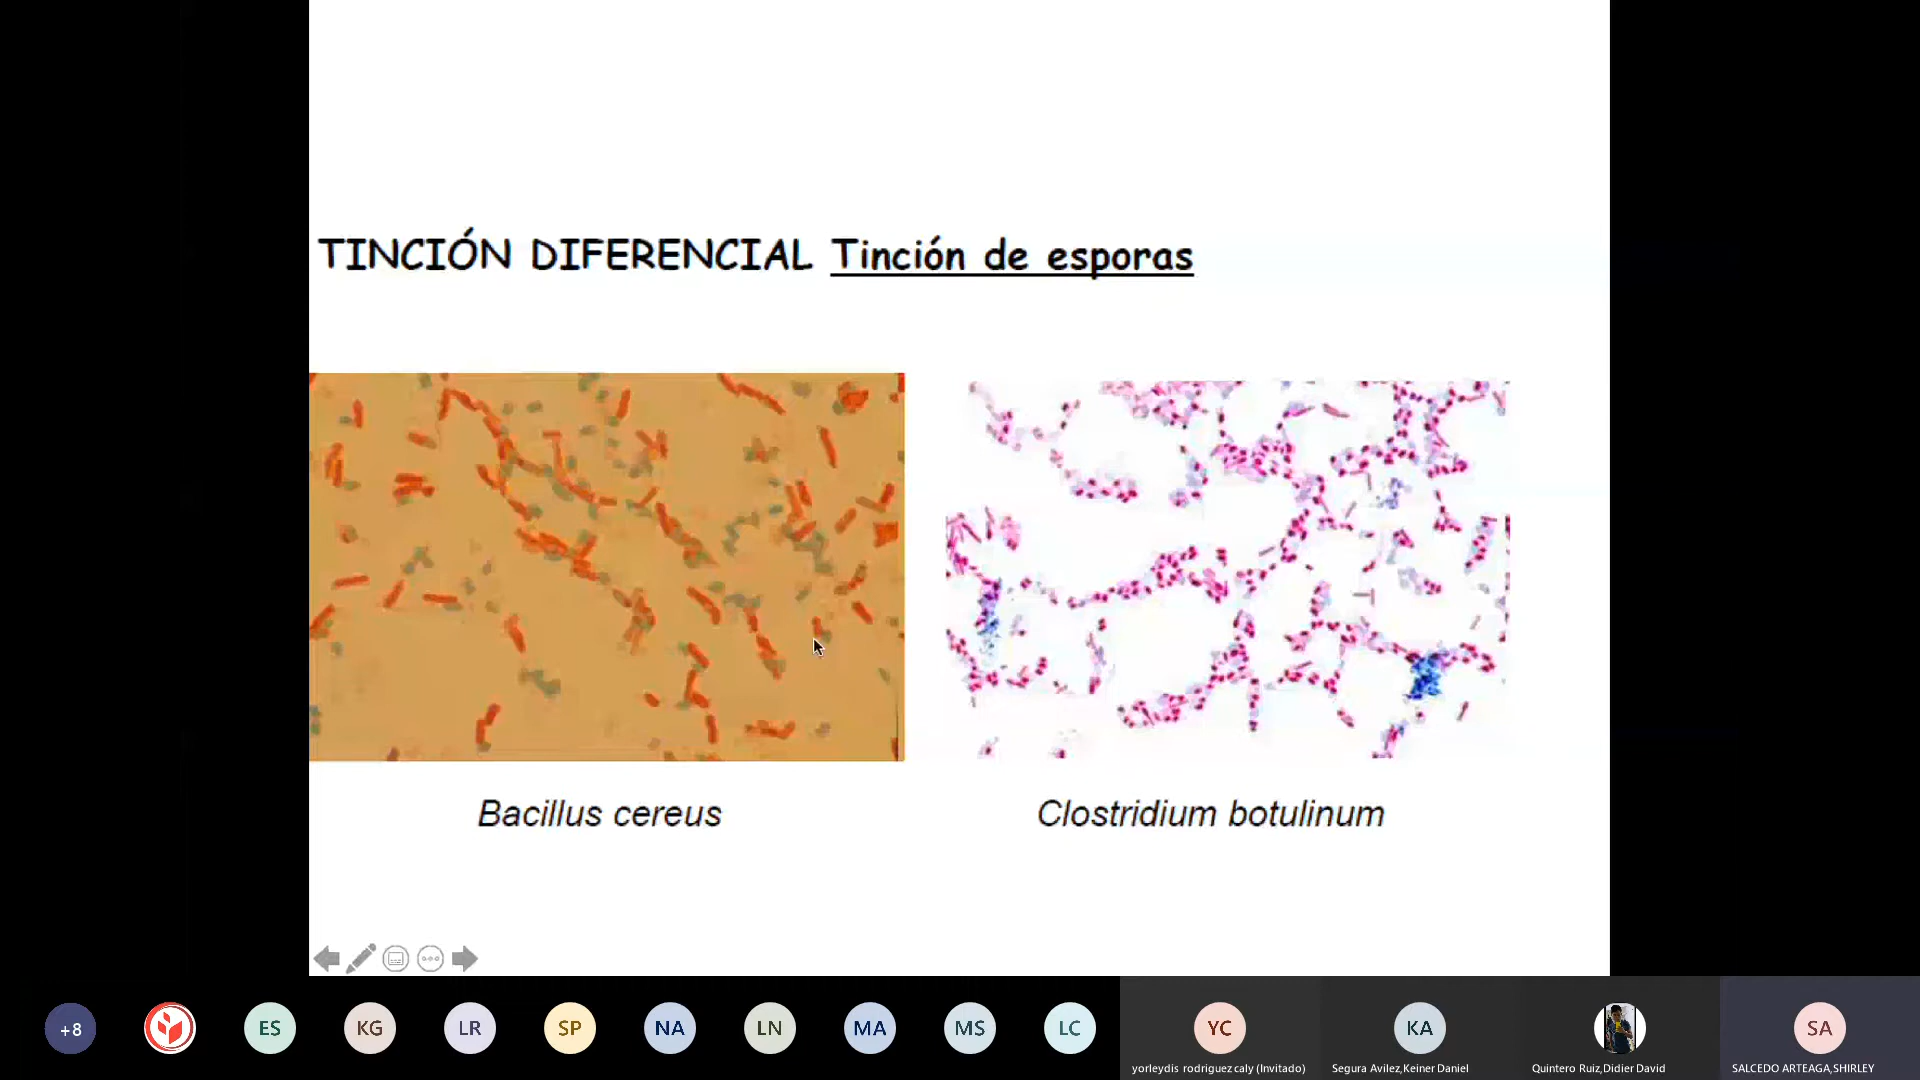 TINCIÓN DIFERENCIAL Tinción de esporas
Bacillus cereus
Clostridium botulinum
+8
ES
KG
LR
SP
NA
LN
MA
MS
LC
YC
KA
SA
yorleydis rodriguez caly (Invitado)
Segura Avilez,Keiner Daniel
Quintero Ruiz,Didier David
SALCEDO ARTEAGA,SHIRLEY